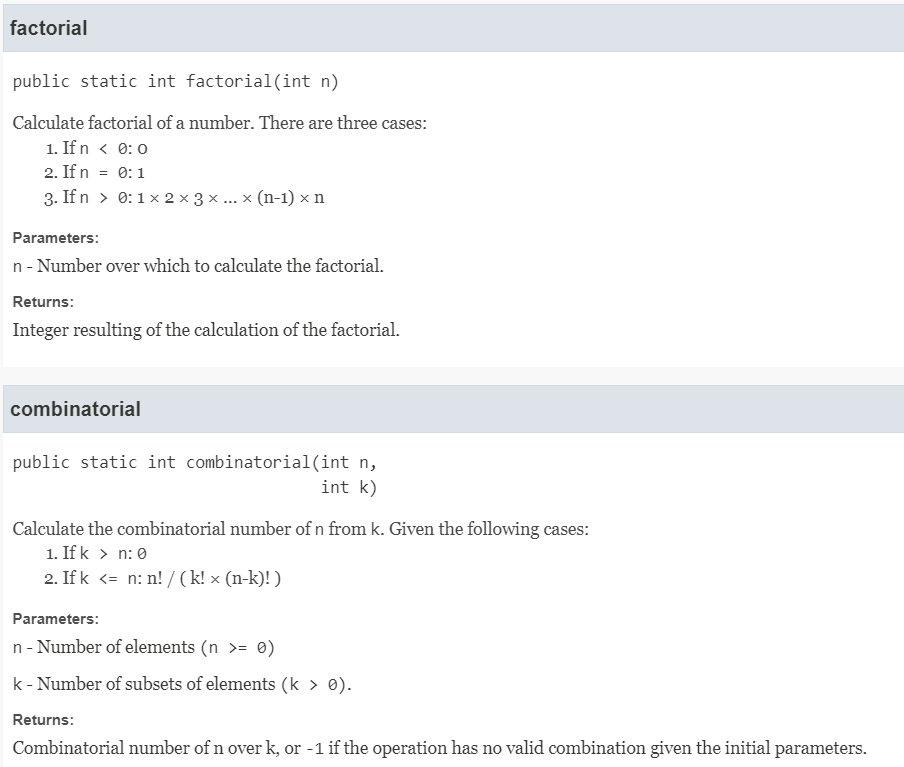 factorial
public static int factorial(int n)
Calculate factorial of a number. There are three cases:
1. If n < 0: 0
2. If n = 0: 1
3. If n > 0: 1 × 2 × 3 × ... × (n-1) × n
Parameters:
n - Number over which to calculate the factorial.
Returns:
Integer resulting of the calculation of the factorial.
combinatorial
public static int combinatorial(int n,
int k)
Calculate the combinatorial number of n from k. Given the following cases:
1. If k > n: 0
2. If k <= n: n! / ( k! × (n-k)! )
Parameters:
n - Number of elements (n >= 0)
k - Number of subsets of elements (k > 0).
Returns:
Combinatorial number of n over k, or -1 if the operation has no valid combination given the initial parameters.